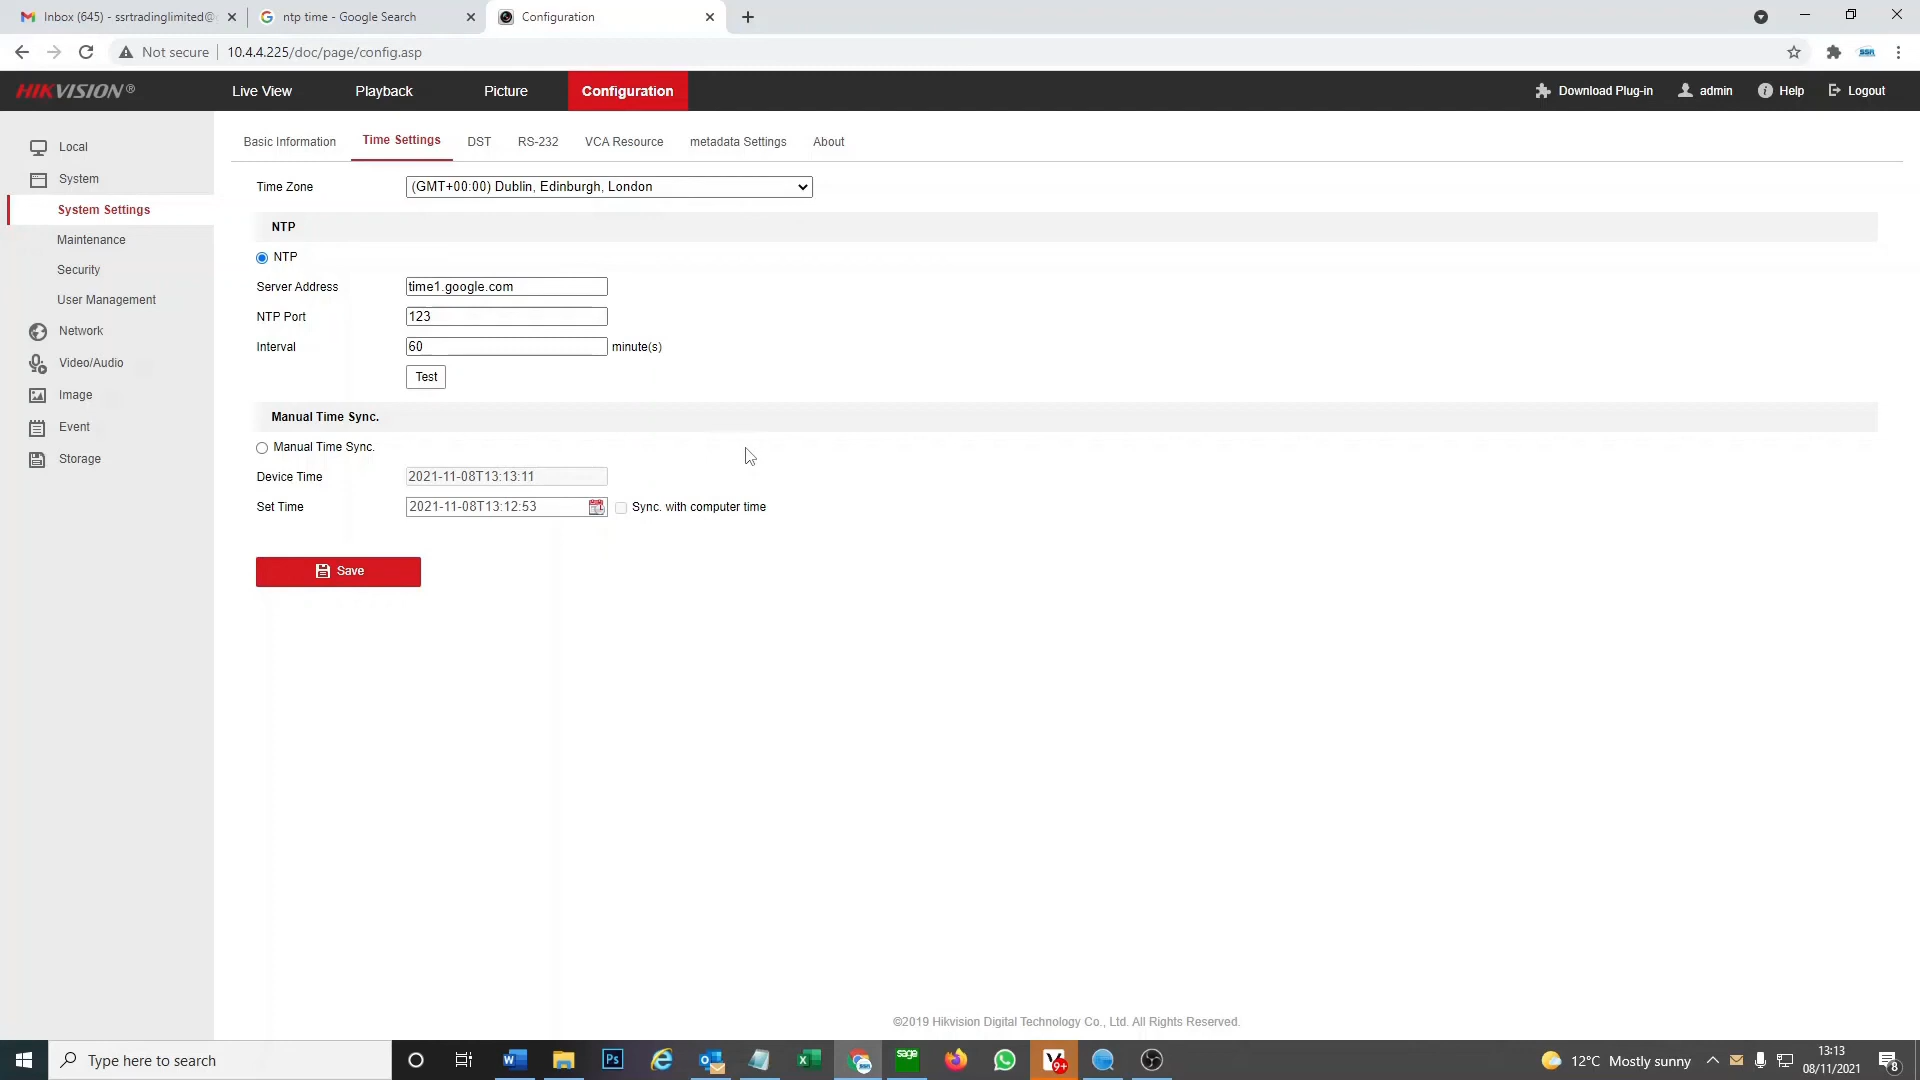 Inbox (645) - ssrtradinglimited@
ntp time - Google Search
Configuration
Not secure
10.4.4.225/doc/page/config.asp
HIKVISION®
Live View
Playback
Picture
Configuration
Download Plug-in
admin
Help
Logout
Local
System
System Settings
Maintenance
Security
User Management
Network
Video/Audio
Image
Event
Storage
Basic Information
Time Settings
DST
RS-232
VCA Resource
metadata Settings
About
Time Zone
(GMT+00:00) Dublin, Edinburgh, London
NTP
NTP
Server Address
time1.google.com
NTP Port
123
Interval
60
minute(s)
Test
Manual Time Sync.
Manual Time Sync.
Device Time
2021-11-08T13:13:11
Set Time
2021-11-08T13:12:53
Sync. with computer time
Save
©2019 Hikvision Digital Technology Co., Ltd. All Rights Reserved.
Type here to search
Ps
sage
9+
12°C Mostly sunny
13:13
08/11/2021
8